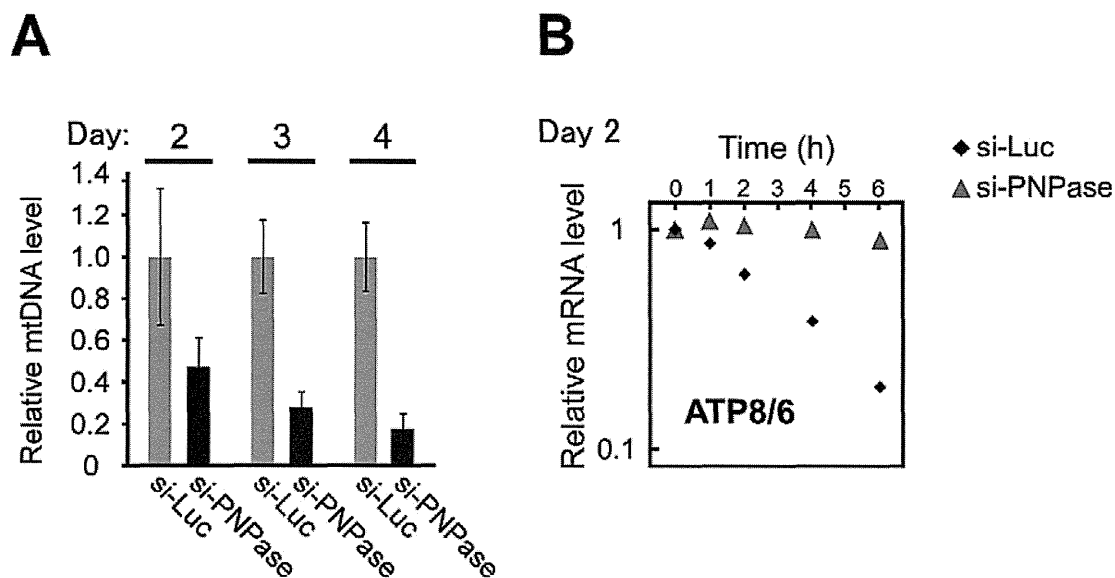 A
Day: 2 3 4
Relative mtDNA level
1.4
1.2
1.0
0.8
0.6
0.4
0.2
0
si-Luc
si-PNPase
si-Luc
si-PNPase
si-Luc
si-PNPase
B
Day 2
Time (h)
0 1 2 3 4 5 6
Relative mRNA level
1
0.1
ATP8/6
si-Luc
si-PNPase